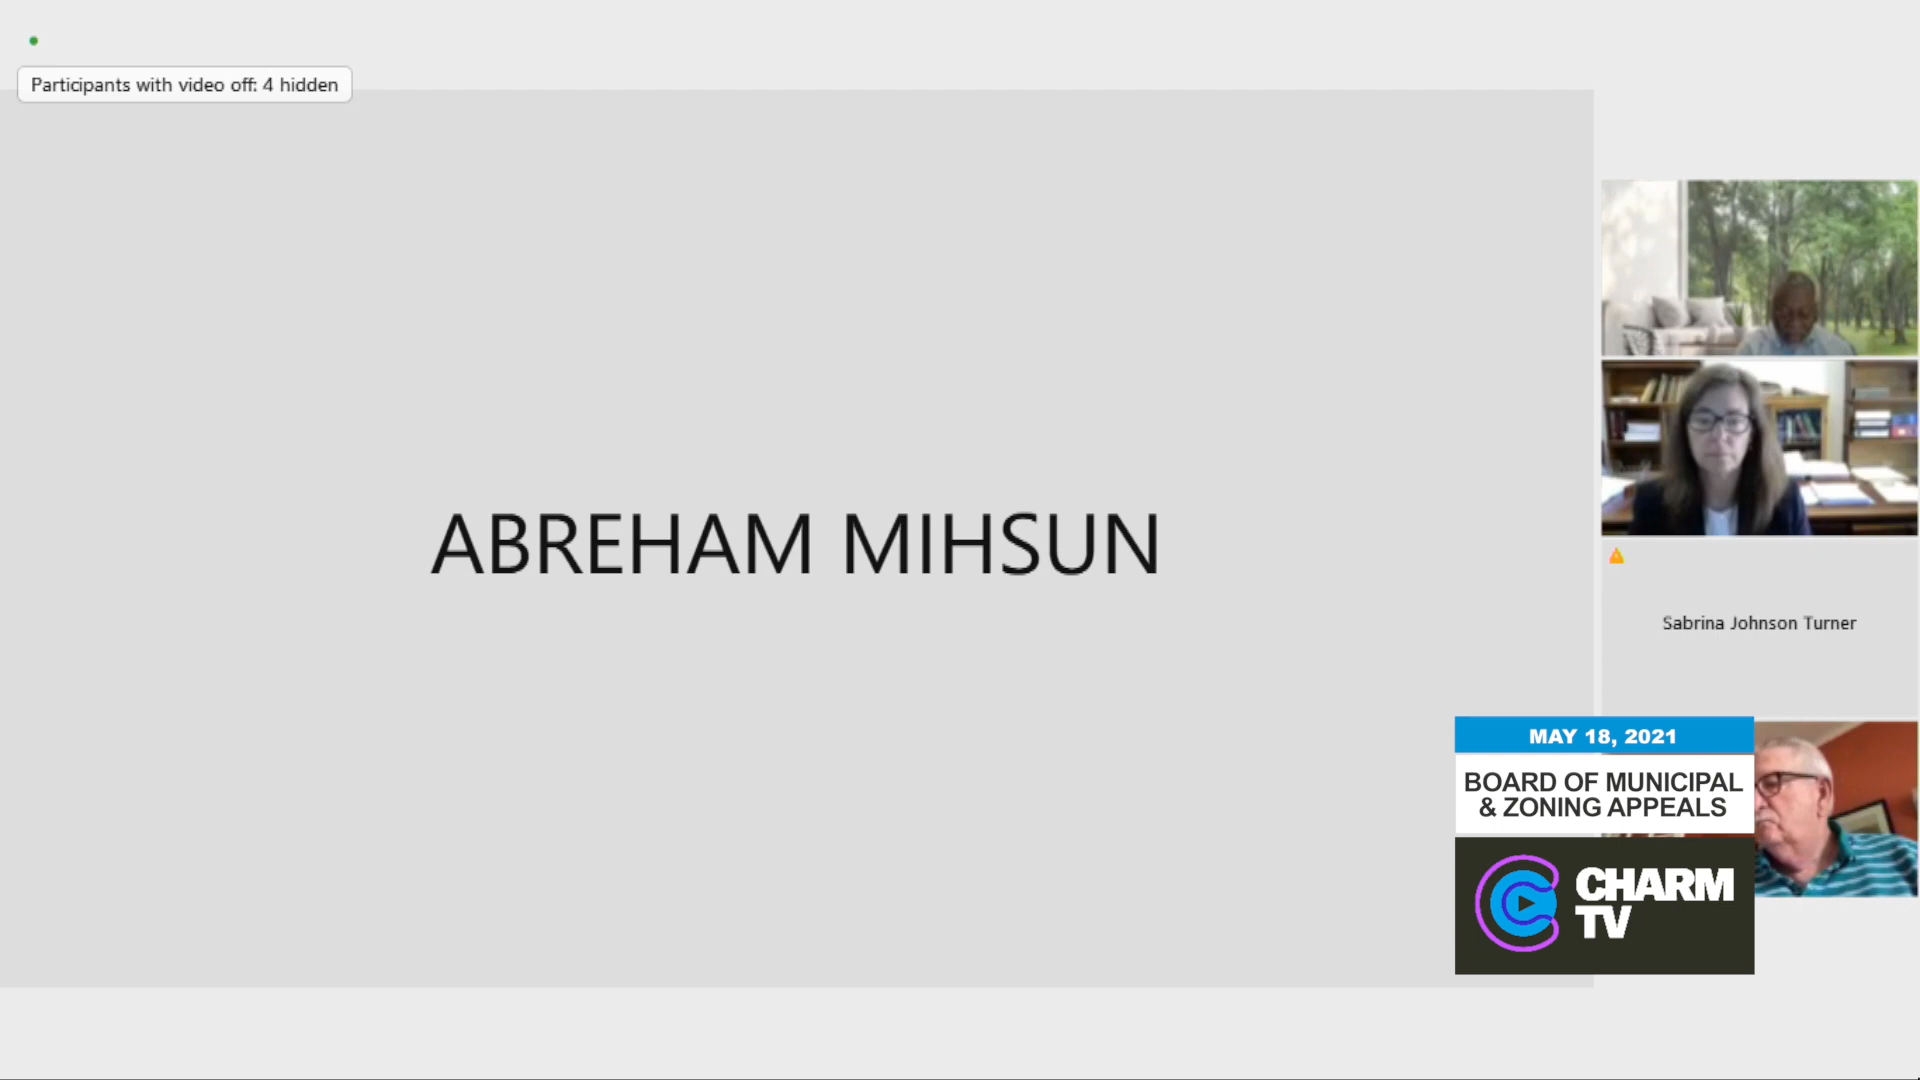 Participants with video off: 4 hidden
ABREHAM MIHSUN
Sabrina Johnson Turner
MAY 18, 2021
BOARD OF MUNICIPAL
& ZONING APPEALS
CHARM
TV